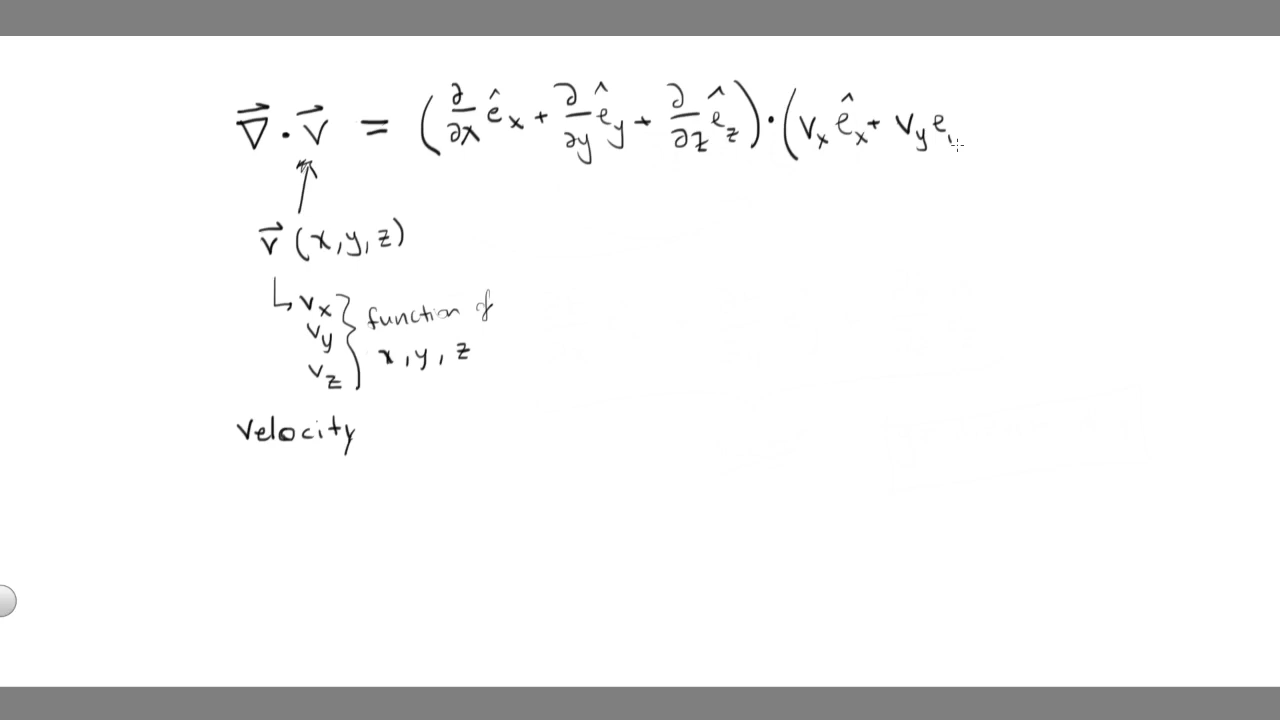 ∇⃗ · v⃗ = (∂/∂x ê_x + ∂/∂y ê_y + ∂/∂z ê_z) · (v_x ê_x + v_y e
v⃗ (x, y, z)
↳ v_x } function of
v_y
v_z x, y, z
velocity